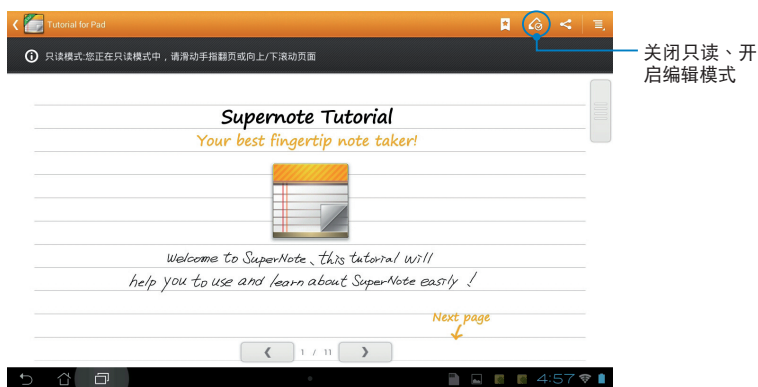 Tutorial for Pad
只读模式:您正在只读模式中，请滑动手指翻页或向上/下滚动页面
关闭只读、开
启编辑模式
Supernote Tutorial
Your best fingertip note taker!
Welcome to SuperNote、this tutorial will
help you to use and learn about SuperNote easily !
Next page
1 / 11
4:57